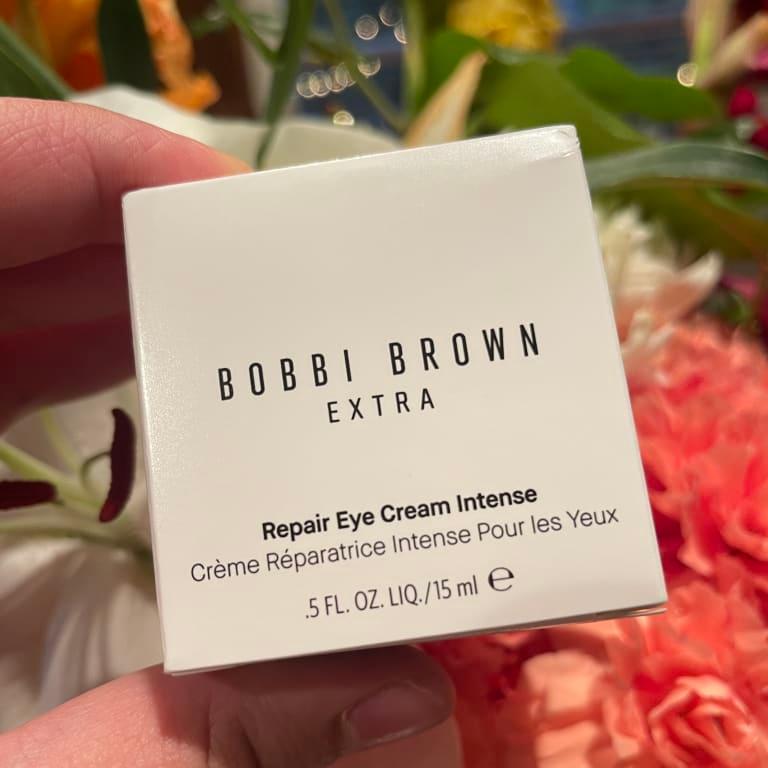 BOBBI BROWN
EXTRA
Repair Eye Cream Intense
Crème Réparatrice Intense Pour les Yeux
.5 FL. OZ. LIQ./15 ml ℮